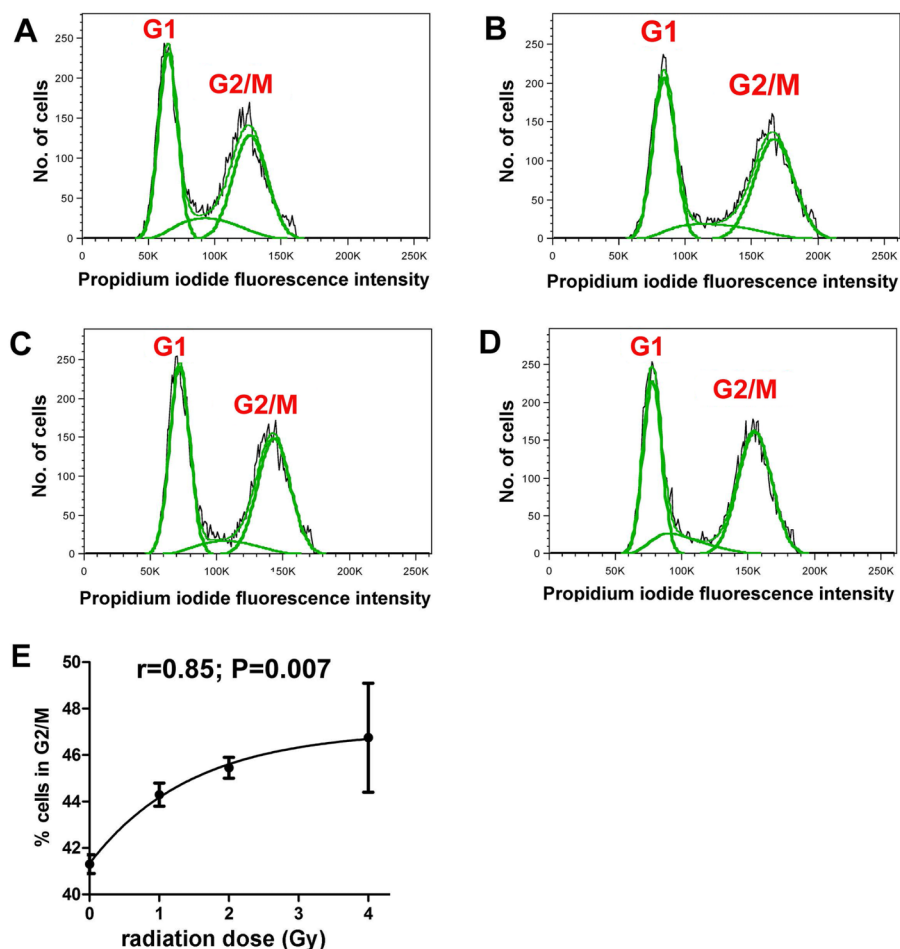 A
G1
G2/M
250
200
150
100
50
0
No. of cells
0 50K 100K 150K 200K 250K
Propidium iodide fluorescence intensity
B
G1
G2/M
250
200
150
100
50
0
No. of cells
0 50K 100K 150K 200K 250K
Propidium iodide fluorescence intensity
C
G1
G2/M
250
200
150
100
50
0
No. of cells
0 50K 100K 150K 200K 250K
Propidium iodide fluorescence intensity
D
G1
G2/M
250
200
150
100
50
0
No. of cells
0 50K 100K 150K 200K 250K
Propidium iodide fluorescence intensity
E
r=0.85; P=0.007
50
48
46
44
42
40
% cells in G2/M
0 1 2 3 4
radiation dose (Gy)